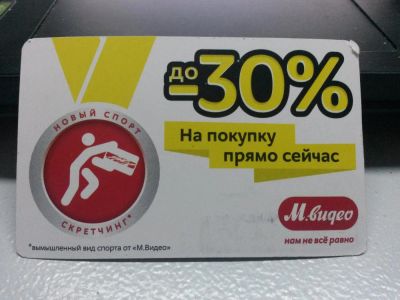 до
-30%
На покупку
прямо сейчас
НОВЫЙ СПОРТ
СКРЕТЧИНГ*
М.видео
нам не всё равно
*вымышленный вид спорта от «М.Видео»